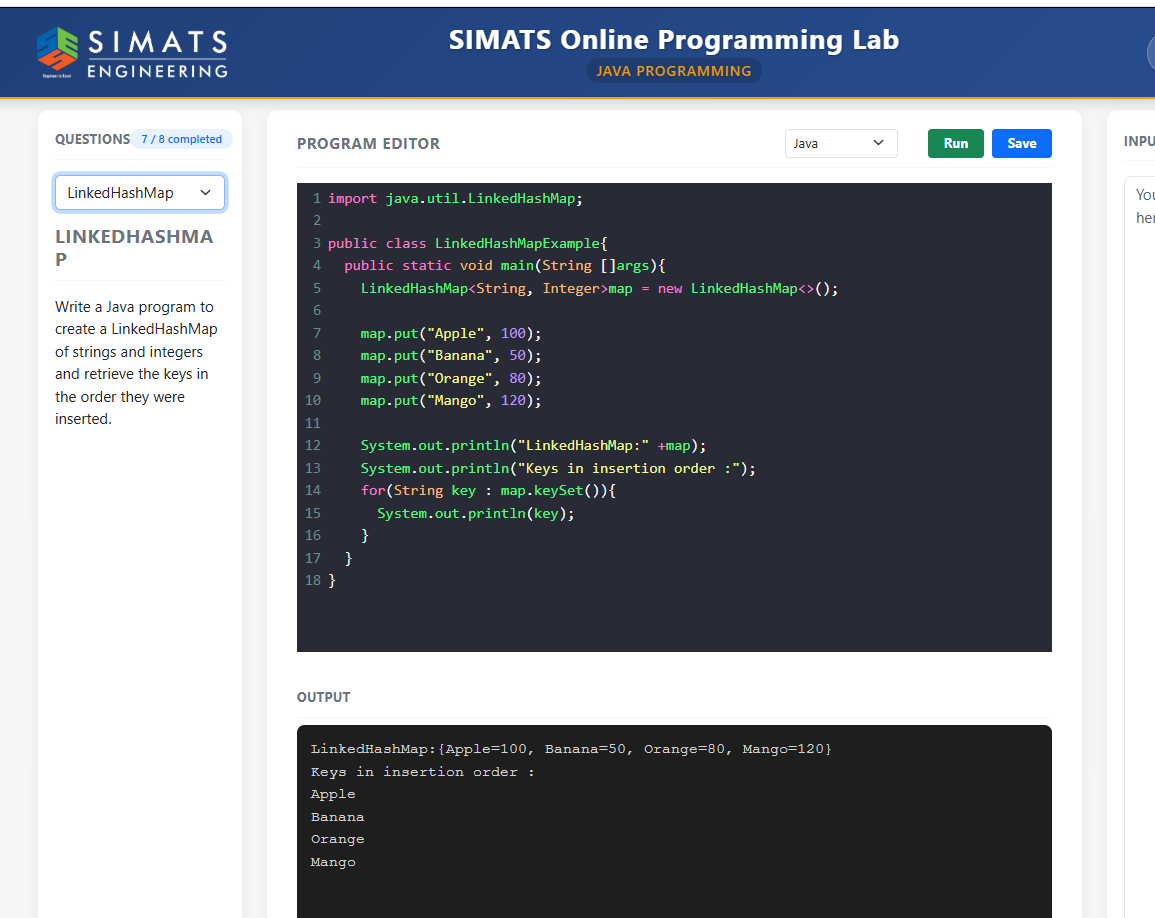 SIMATS
ENGINEERING
Engineer to Excel
SIMATS Online Programming Lab
JAVA PROGRAMMING
QUESTIONS 7 / 8 completed
LinkedHashMap
LINKEDHASHMA
P
Write a Java program to
create a LinkedHashMap
of strings and integers
and retrieve the keys in
the order they were
inserted.
PROGRAM EDITOR
Java
Run
Save
1 import java.util.LinkedHashMap;
2
3 public class LinkedHashMapExample{
4   public static void main(String []args){
5     LinkedHashMap<String, Integer>map = new LinkedHashMap<>();
6
7     map.put("Apple", 100);
8     map.put("Banana", 50);
9     map.put("Orange", 80);
10     map.put("Mango", 120);
11
12     System.out.println("LinkedHashMap:" +map);
13     System.out.println("Keys in insertion order :");
14     for(String key : map.keySet()){
15       System.out.println(key);
16     }
17   }
18 }
OUTPUT
LinkedHashMap:{Apple=100, Banana=50, Orange=80, Mango=120}
Keys in insertion order :
Apple
Banana
Orange
Mango
INPU
You
her